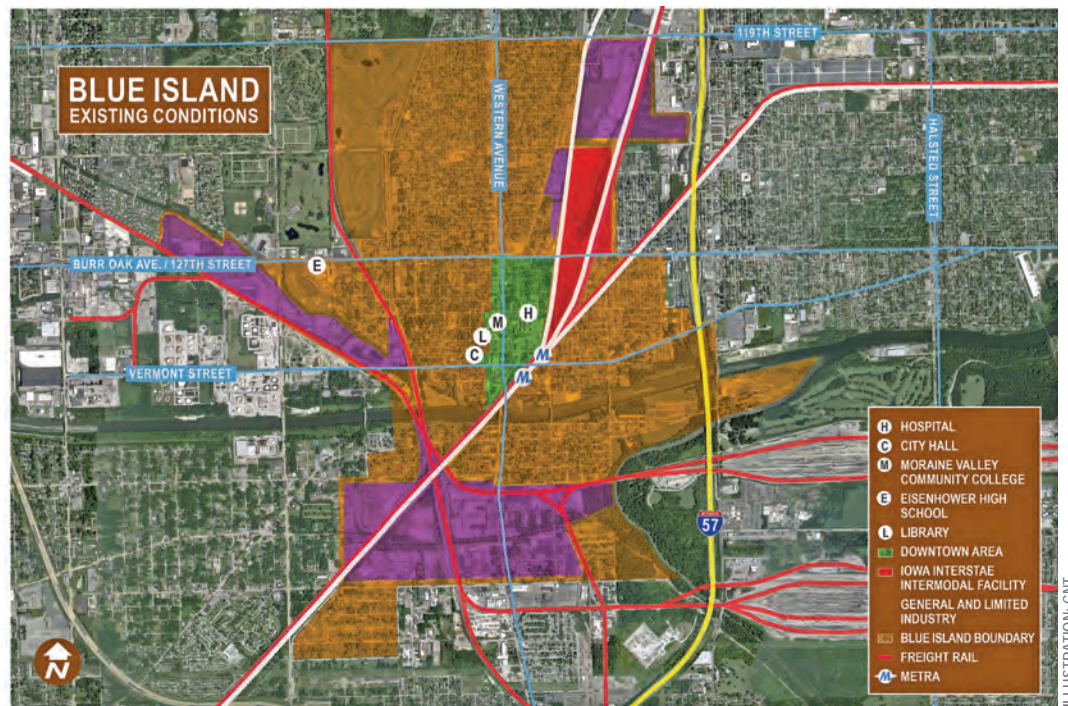 BLUE ISLAND
EXISTING CONDITIONS
119TH STREET
WESTERN AVENUE
HALSTED STREET
BURR OAK AVE. / 127TH STREET
E
H
M
L
C
M
M
VERMONT STREET
57
N
H HOSPITAL
C CITY HALL
M MORAINE VALLEY
COMMUNITY COLLEGE
E EISENHOWER HIGH
SCHOOL
L LIBRARY
DOWNTOWN AREA
IOWA INTERSTAE
INTERMODAL FACILITY
GENERAL AND LIMITED
INDUSTRY
BLUE ISLAND BOUNDARY
FREIGHT RAIL
M METRA
ILLUSTRATION: CNT